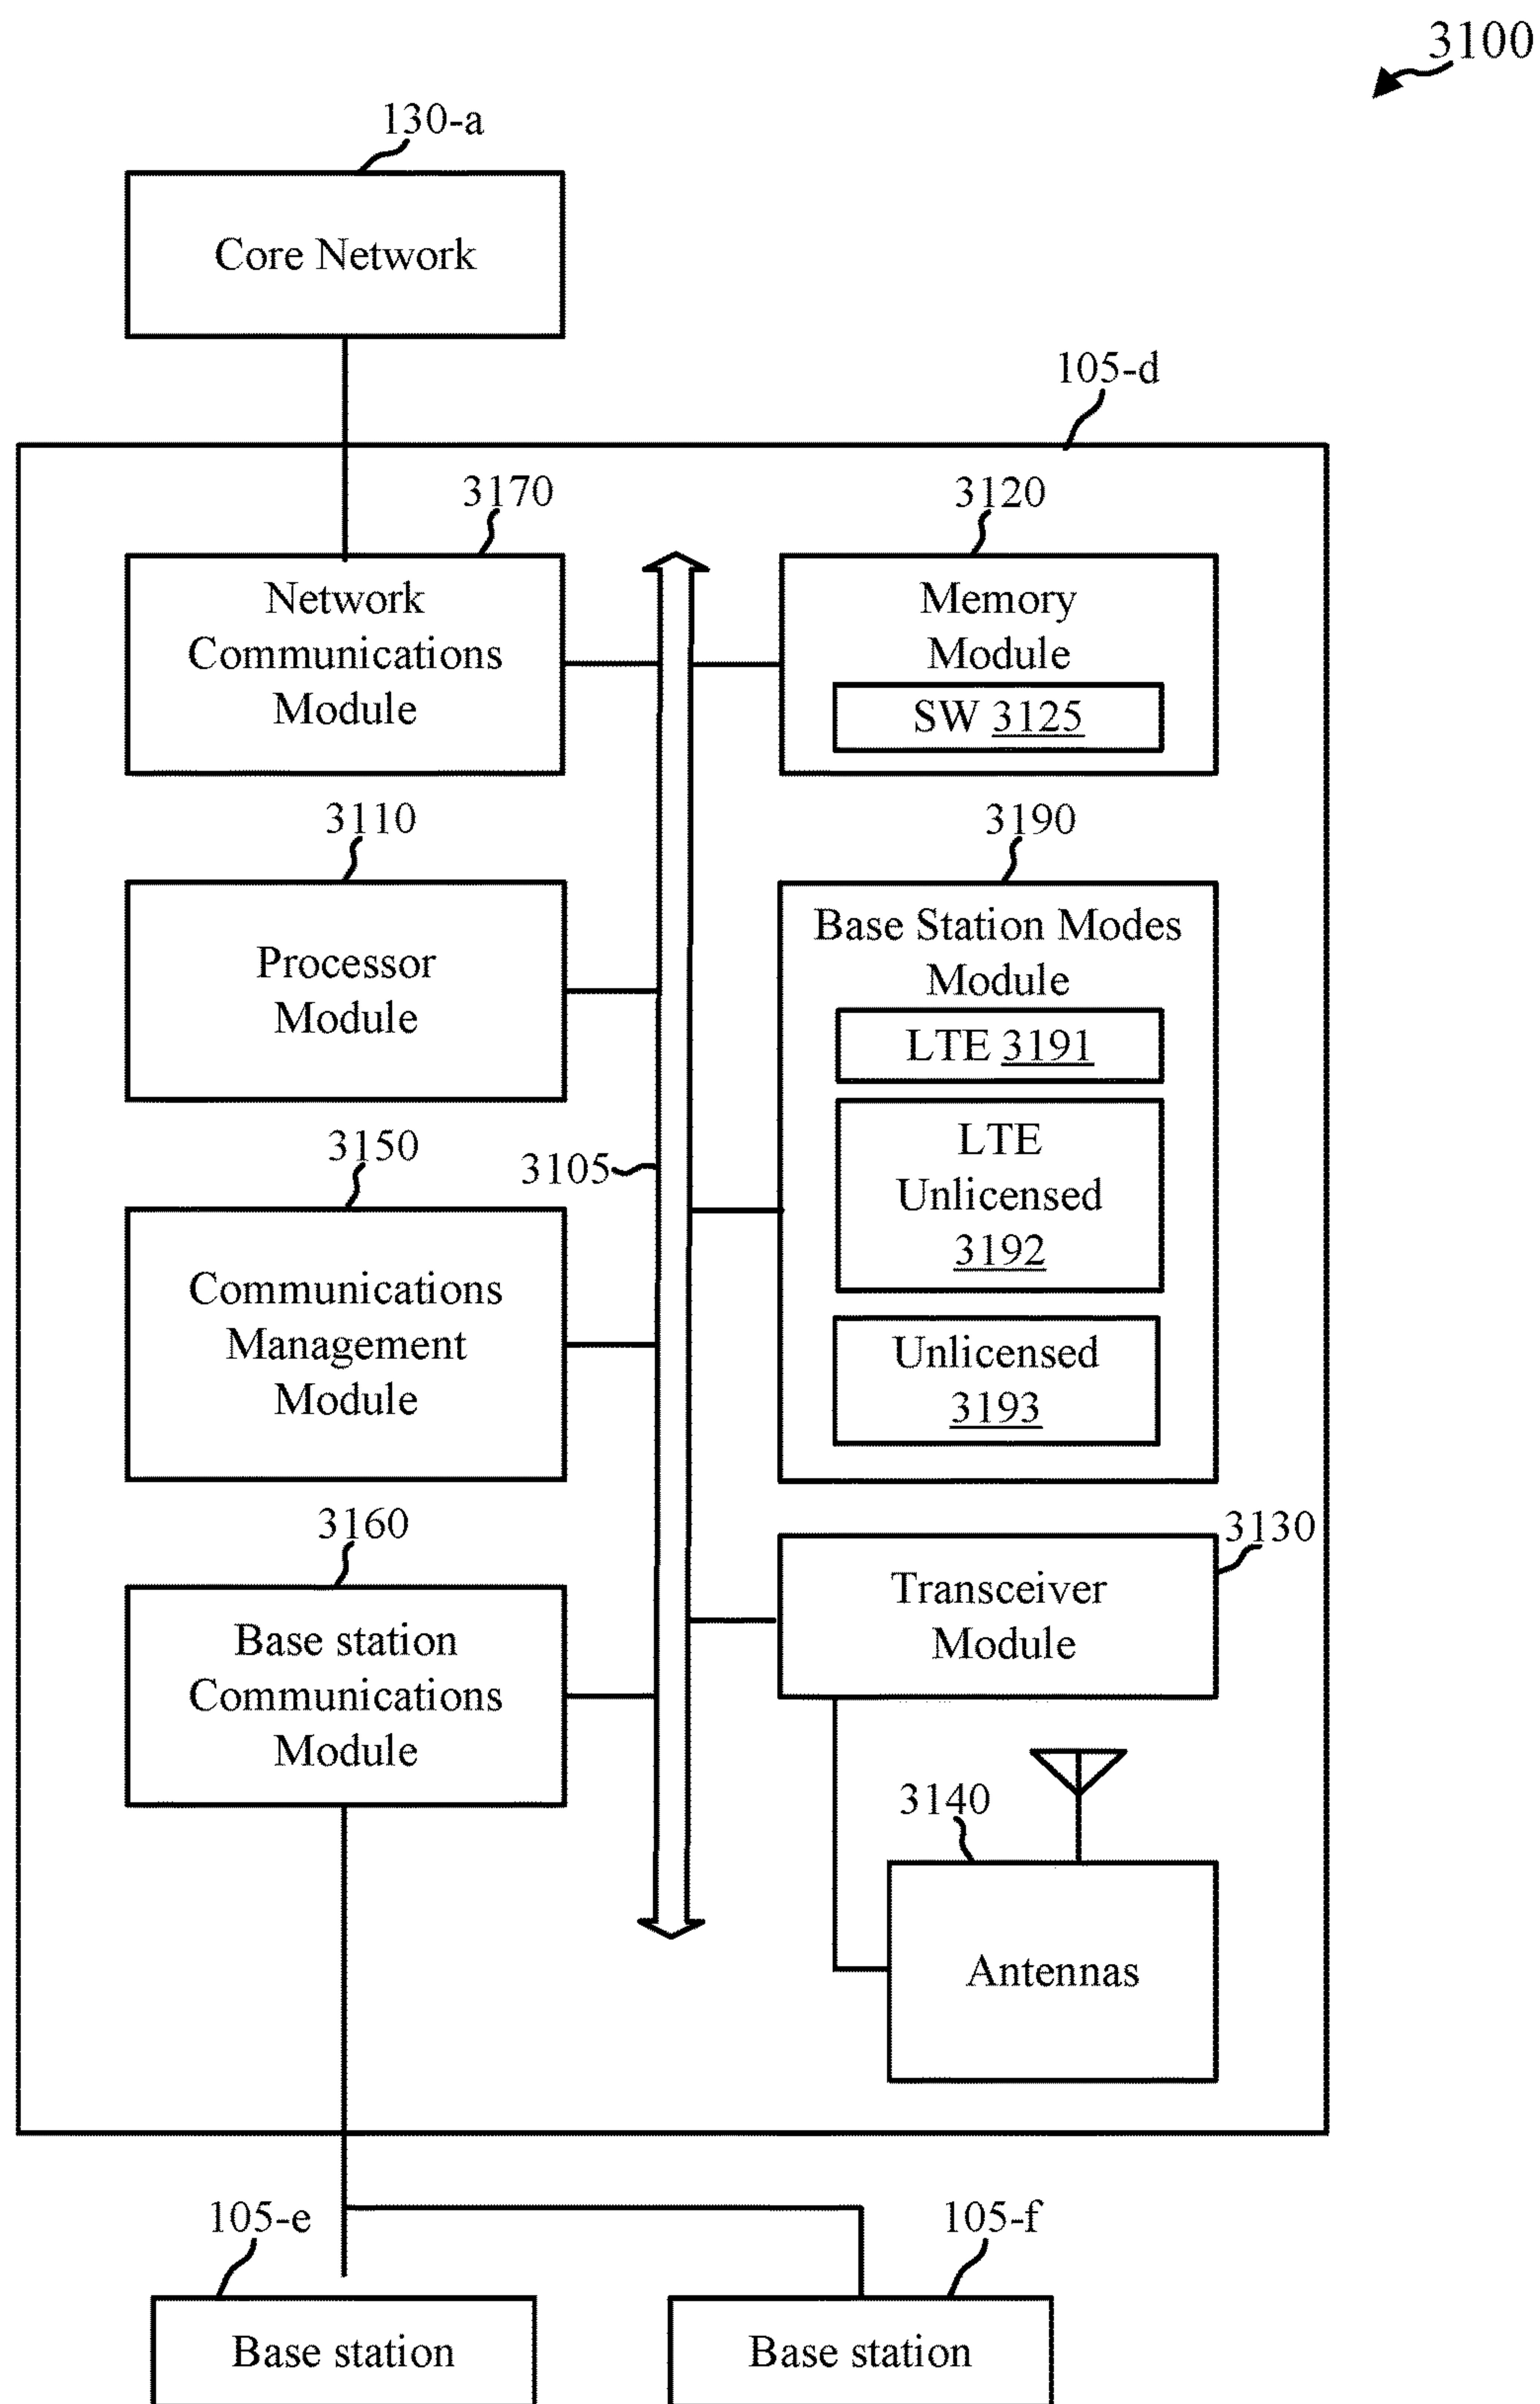 3100
130-a
Core Network
105-d
3170
Network
Communications
Module
3120
Memory
Module
SW 3125
3110
Processor
Module
3190
Base Station Modes
Module
LTE 3191
LTE
Unlicensed
3192
Unlicensed
3193
3105
3150
Communications
Management
Module
3160
Base station
Communications
Module
3130
Transceiver
Module
3140
Antennas
105-e
Base station
105-f
Base station